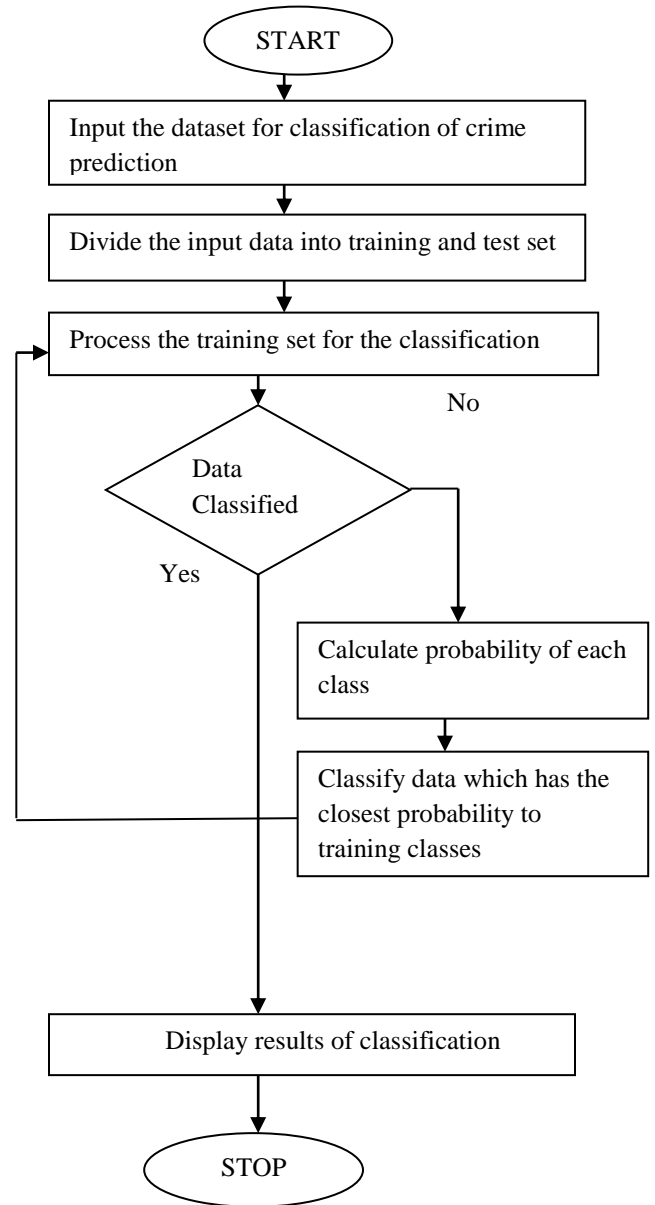 START
Input the dataset for classification of crime
prediction
Divide the input data into training and test set
Process the training set for the classification
No
Data
Classified
Yes
Calculate probability of each
class
Classify data which has the
closest probability to
training classes
Display results of classification
STOP